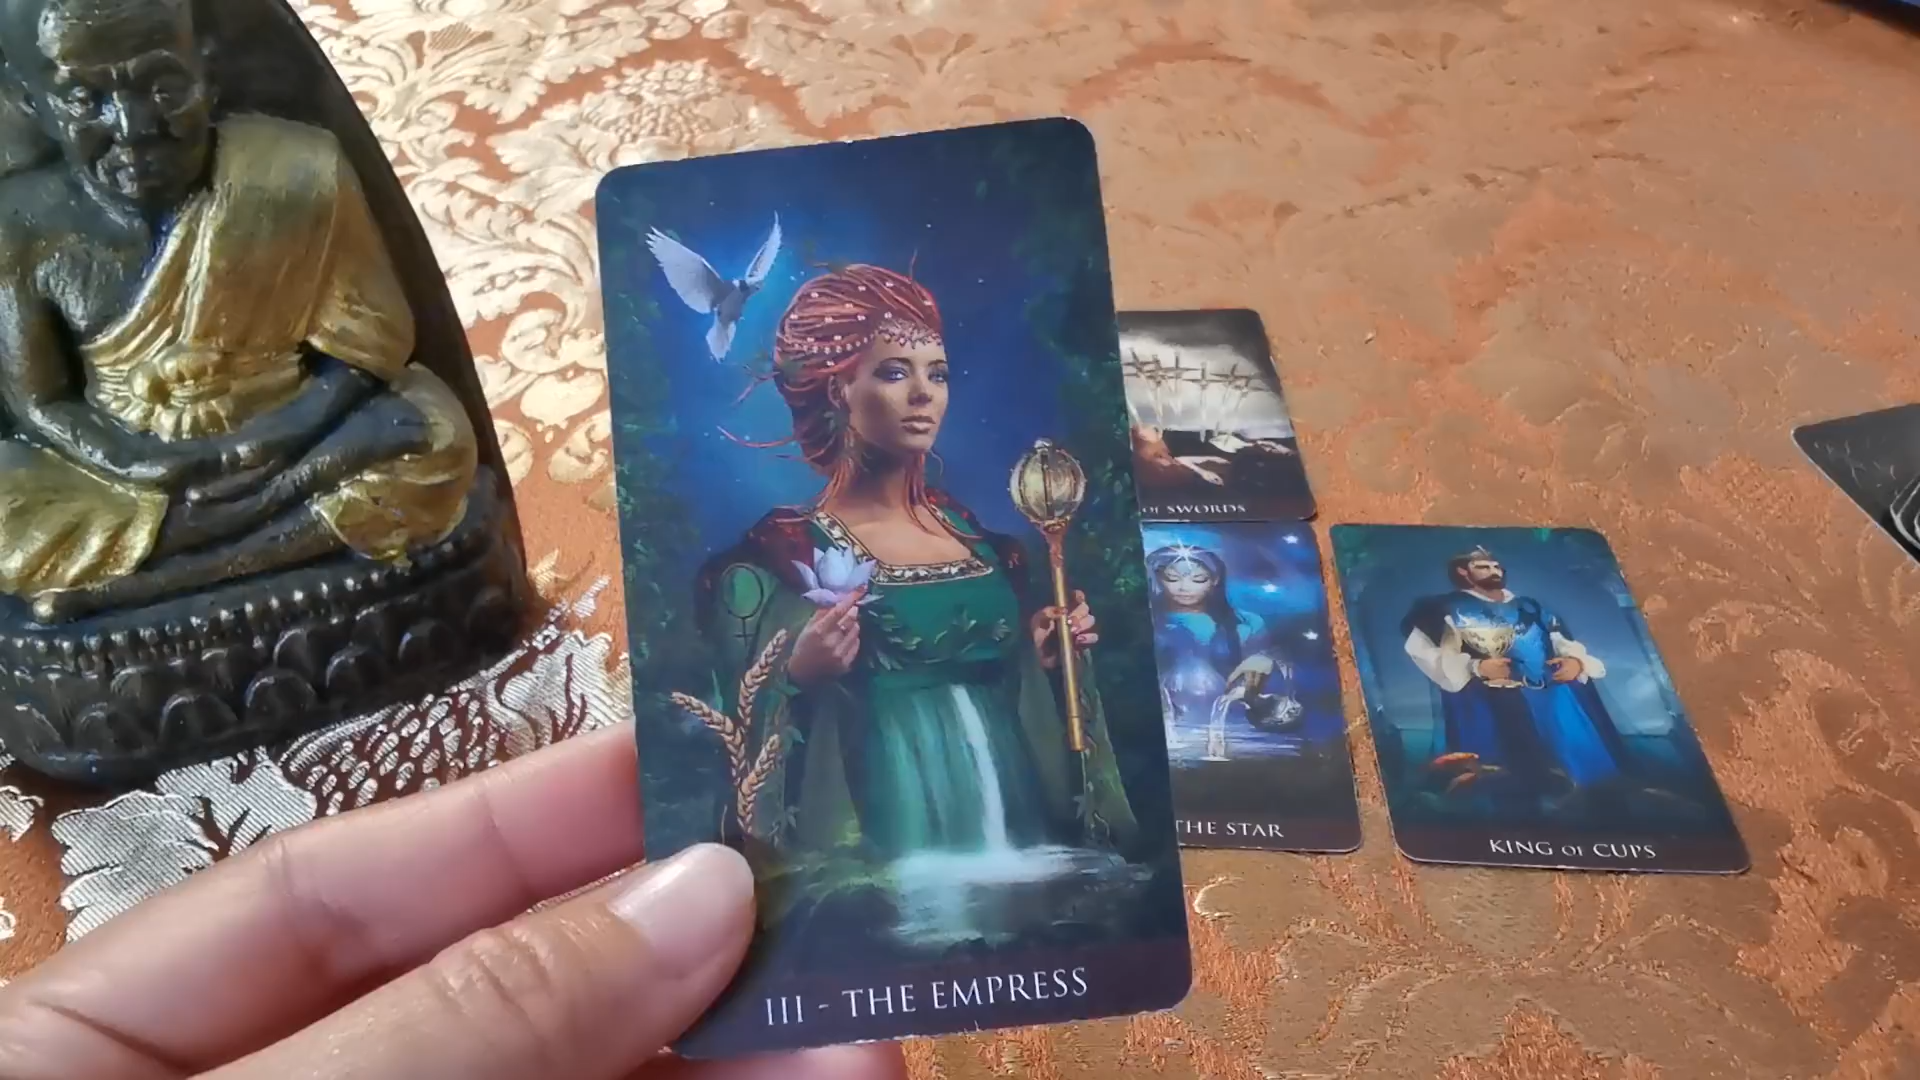 III - THE EMPRESS
OF SWORDS
THE STAR
KING OF CUPS